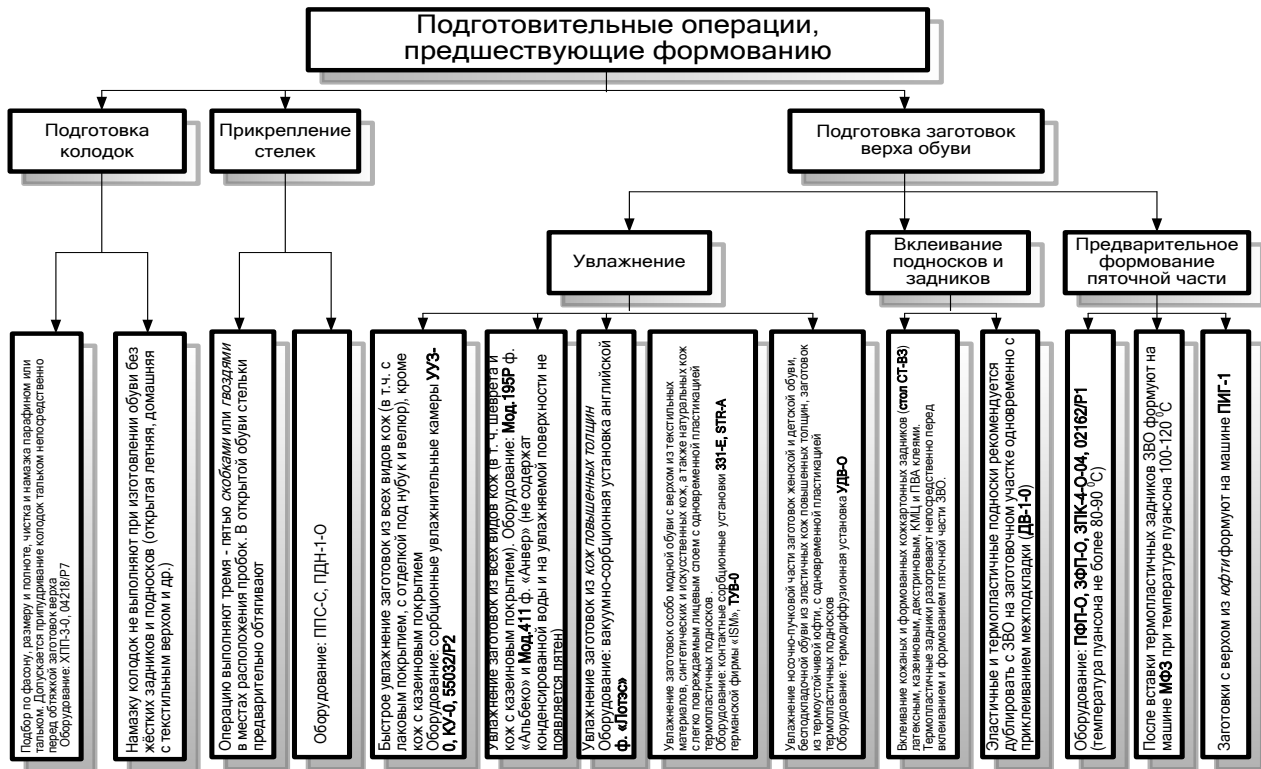 Подготовительные операции,
предшествующие формованию
Подготовка
колодок
Прикрепление
стелек
Подготовка заготовок
верха обуви
Увлажнение
Вклеивание
подносков и
задников
Предварительное
формование
пяточной части
Подбор по фасону, размеру и полноте, чистка и намазка парафином или
тальком. Допускается припудривание колодок тальком непосредственно
перед обтяжкой заготовок верха
Оборудование: ХПП-3-0, 04218/Р7
Намазку колодок не выполняют при изготовлении обуви без
жёстких задников и подносков (открытая летняя, домашняя
с текстильным верхом и др.)
Операцию выполняют тремя - пятью скобками или гвоздями
в местах расположения пробок. В открытой обуви стельки
предварительно обтягивают
Оборудование: ППС-С, ПДН-1-О
Быстрое увлажнение заготовок из всех видов кож (в т.ч. с
лаковым покрытием, с отделкой под нубук и велюр), кроме
кож с казеиновым покрытием
Оборудование: сорбционные увлажнительные камеры УУЗ-
0, КУ-0, 55032/Р2
Увлажнение заготовок из всех видов кож (в т. ч. шеврета и
кож с казеиновым покрытием). Оборудование: Мод.195Р ф.
«Альбеко» и Мод.411 ф. «Анвер» (не содержат
конденсированной воды и на увлажняемой поверхности не
появляется пятен)
Увлажнение заготовок из кож повышенных толщин
Оборудование: вакуумно-сорбционная установка английской
ф. «Лотэс»
Увлажнение заготовок особо модной обуви с верхом из текстильных
материалов, синтетических и искусственных кож, а также натуральных кож
с легко повреждаемым лицевым слоем с одновременной пластикацией
термопластичных подносков .
Оборудование: контактные сорбционные установки 331-Е, STR-A
германской фирмы «ISM», ТУВ-0
Увлажнение носочно-пучковой части заготовок женской и детской обуви,
бесподкладочной обуви из эластичных кож повышенных толщин, заготовок
из термоустойчивой юфти, с одновременной пластикацией
термопластичных подносков
Оборудование: термодиффузионная установка УДВ-О
Вклеивание кожаных и формованных кожкартонных задников (стол СТ-ВЗ)
латексным, казеиновым, декстриновым, КМЦ и ПВА клеями.
Термопластичные задники разогревают непосредственно перед
вклеиванием и формованием пяточной части ЗВО.
Эластичные и термопластичные подноски рекомендуется
дублировать с ЗВО на заготовочном участке одновременно с
приклеиванием межподкладки (ДВ-1-0)
Оборудование: ПФП-О, ЗФП-О, ЗПК-4-О-04, 02162/Р1
(температура пуансона не более 80-90 ⁰С)
После вставки термопластичных задников ЗВО формуют на
машине МФЗ при температуре пуансона 100-120 ⁰С
Заготовки с верхом из юфти формуют на машине ПИГ-1